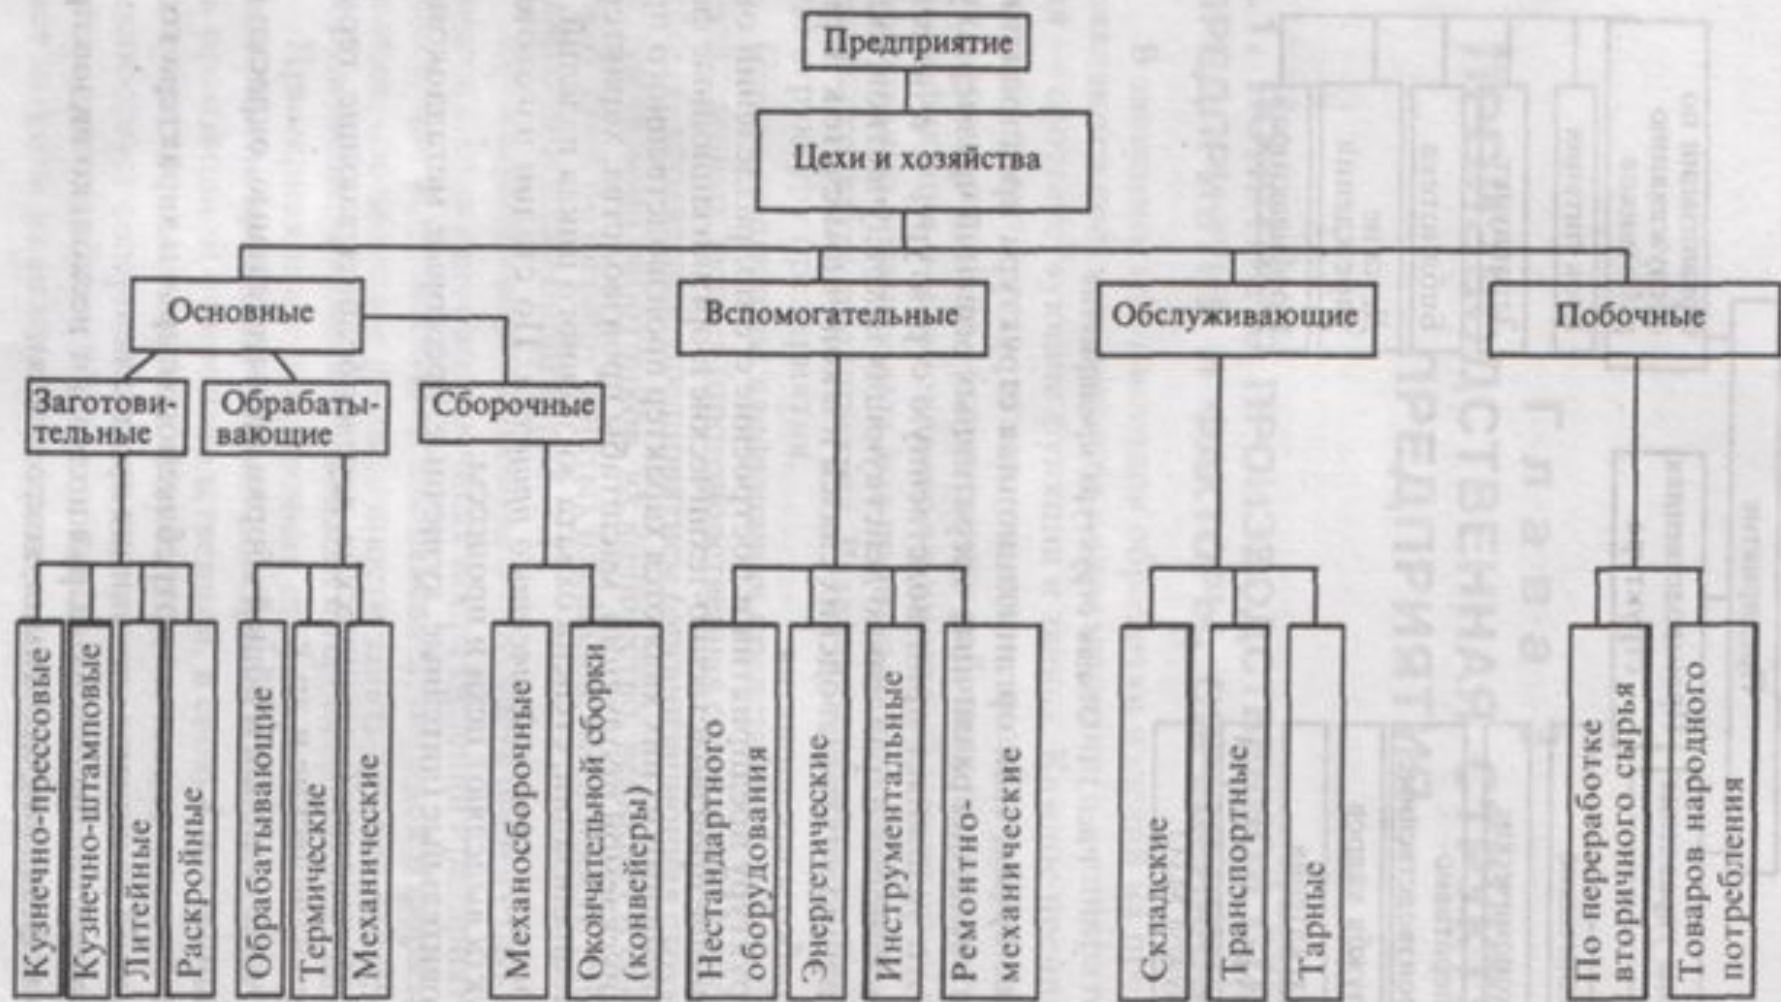 Предприятие
Цехи и хозяйства
Основные
Вспомогательные
Обслуживающие
Побочные
Заготови-
тельные
Обрабаты-
вающие
Сборочные
Кузнечно-прессовые
Кузнечно-штамповые
Литейные
Раскройные
Обрабатывающие
Термические
Механические
Механосборочные
Окончательной сборки
(конвейеры)
Нестандартного
оборудования
Энергетические
Инструментальные
Ремонтно-
механические
Складские
Транспортные
Тарные
По переработке
вторичного сырья
Товаров народного
потребления